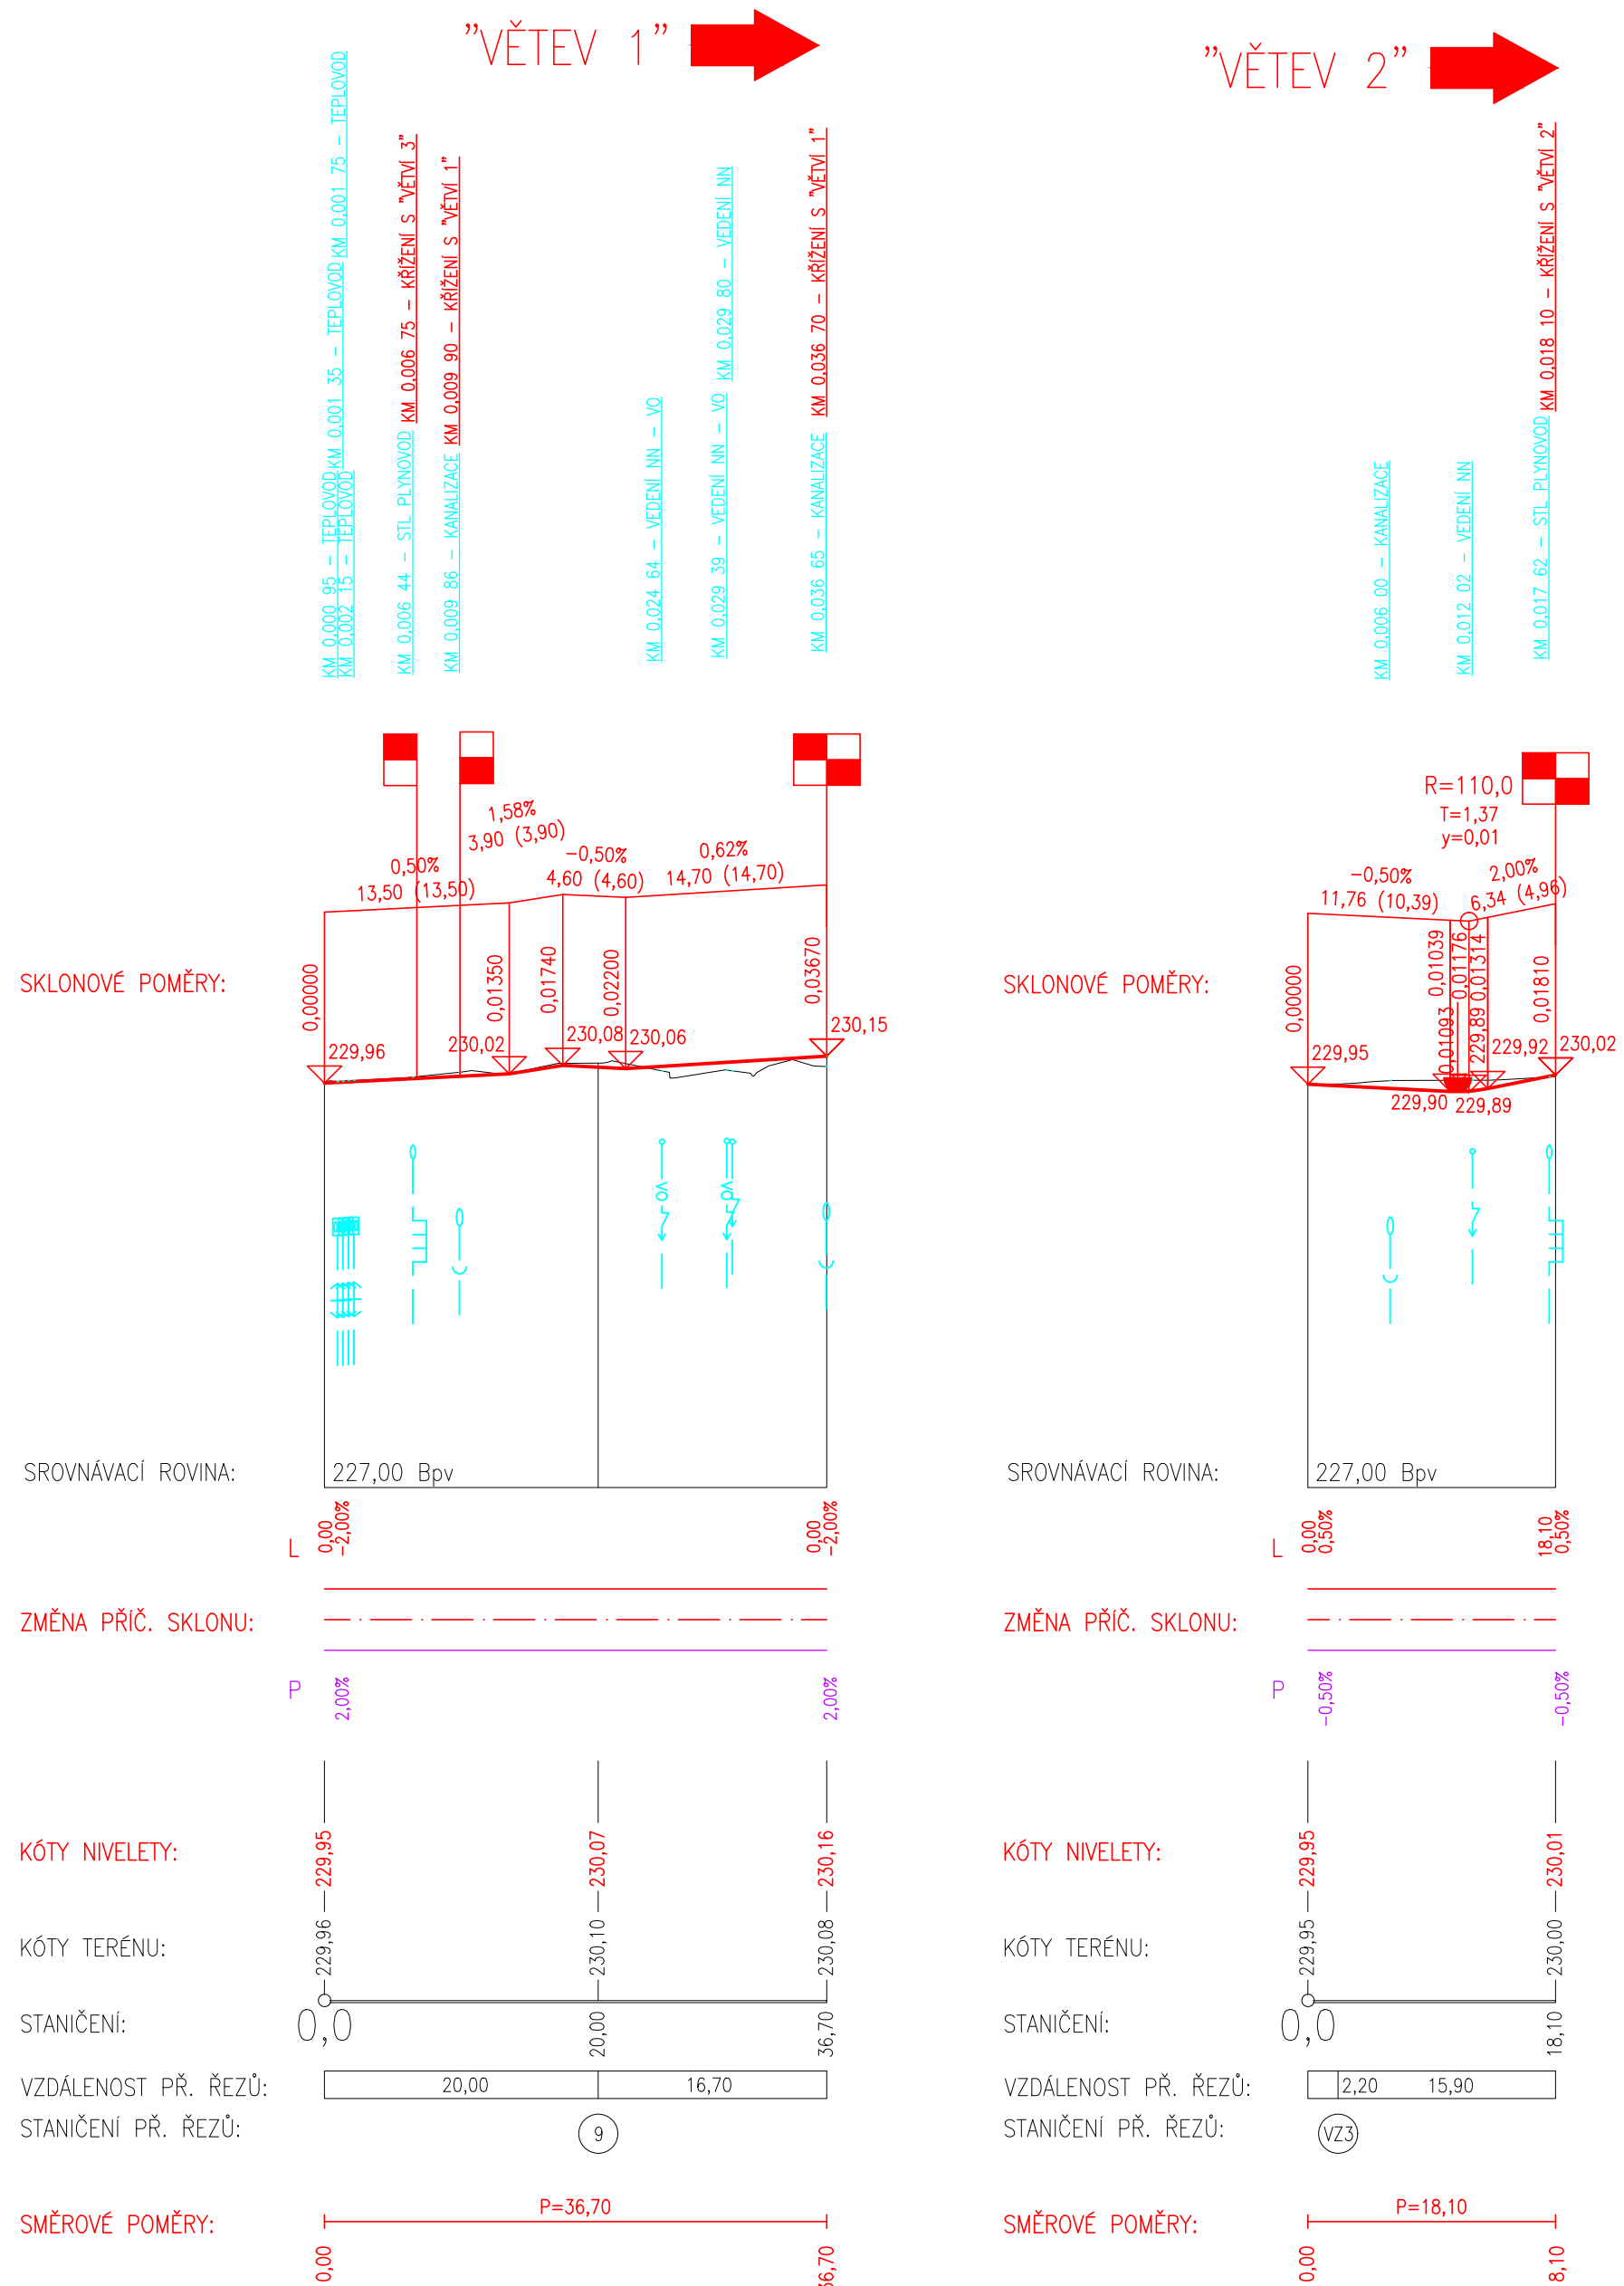 "VĚTEV 1"
KM 0,000 95 – TEPLOVOD
KM 0,001 35 – TEPLOVOD
KM 0,001 75 – TEPLOVOD
KM 0,002 15 – TEPLOVOD
KM 0,006 44 – STL PLYNOVOD
KM 0,006 75 – KŘÍŽENÍ S "VĚTVÍ 3"
KM 0,009 86 – KANALIZACE
KM 0,009 90 – KŘÍŽENÍ S "VĚTVÍ 1"
KM 0,024 64 – VEDENÍ NN – VO
KM 0,029 39 – VEDENÍ NN – VO
KM 0,029 80 – VEDENÍ NN
KM 0,036 65 – KANALIZACE
KM 0,036 70 – KŘÍŽENÍ S "VĚTVÍ 1"
0,50%
13,50 (13,50)
1,58%
3,90 (3,90)
–0,50%
4,60 (4,60)
0,62%
14,70 (14,70)
SKLONOVÉ POMĚRY:
0,00000
0,01350
0,01740
0,02200
0,03670
229,96
230,02
230,08
230,06
230,15
SROVNÁVACÍ ROVINA:
227,00 Bpv
L
0,00
–2,00%
0,00
–2,00%
ZMĚNA PŘÍČ. SKLONU:
P
2,00%
2,00%
KÓTY NIVELETY:
229,95
230,07
230,16
KÓTY TERÉNU:
229,96
230,10
230,08
STANIČENÍ:
0,0
20,00
36,70
VZDÁLENOST PŘ. ŘEZŮ:
20,00
16,70
STANIČENÍ PŘ. ŘEZŮ:
9
SMĚROVÉ POMĚRY:
P=36,70
0,00
36,70
"VĚTEV 2"
KM 0,006 00 – KANALIZACE
KM 0,012 02 – VEDENÍ NN
KM 0,017 62 – STL PLYNOVOD
KM 0,018 10 – KŘÍŽENÍ S "VĚTVÍ 2"
R=110,0
T=1,37
y=0,01
–0,50%
11,76 (10,39)
2,00%
6,34 (4,96)
SKLONOVÉ POMĚRY:
0,00000
0,01039
0,01093
0,01176
0,01314
0,01810
229,95
229,90
229,89
229,89
229,92
230,02
SROVNÁVACÍ ROVINA:
227,00 Bpv
L
0,00
0,50%
18,10
0,50%
ZMĚNA PŘÍČ. SKLONU:
P
–0,50%
–0,50%
KÓTY NIVELETY:
229,95
230,01
KÓTY TERÉNU:
229,95
230,00
STANIČENÍ:
0,0
18,10
VZDÁLENOST PŘ. ŘEZŮ:
2,20
15,90
STANIČENÍ PŘ. ŘEZŮ:
VZ3
SMĚROVÉ POMĚRY:
P=18,10
0,00
8,10